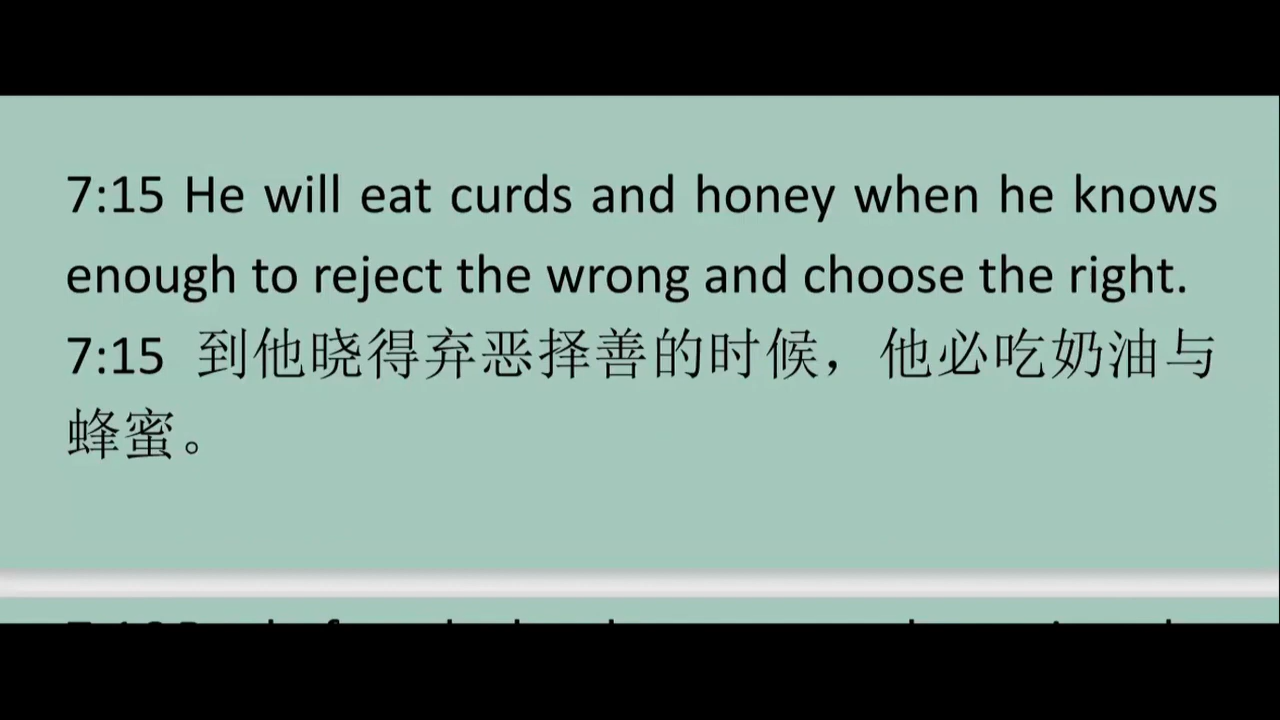 7:15 He will eat curds and honey when he knows
enough to reject the wrong and choose the right.
7:15 到他晓得弃恶择善的时候，他必吃奶油与
蜂蜜。